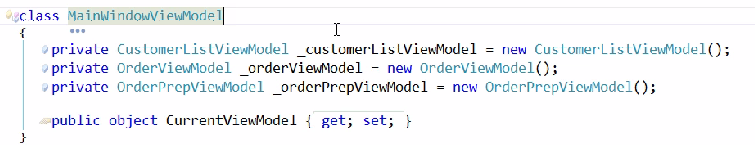 class MainWindowViewModel
{
private CustomerListViewModel _customerListViewModel = new CustomerListViewModel();
private OrderViewModel _orderViewModel = new OrderViewModel();
private OrderPrepViewModel _orderPrepViewModel = new OrderPrepViewModel();
public object CurrentViewModel { get; set; }
}